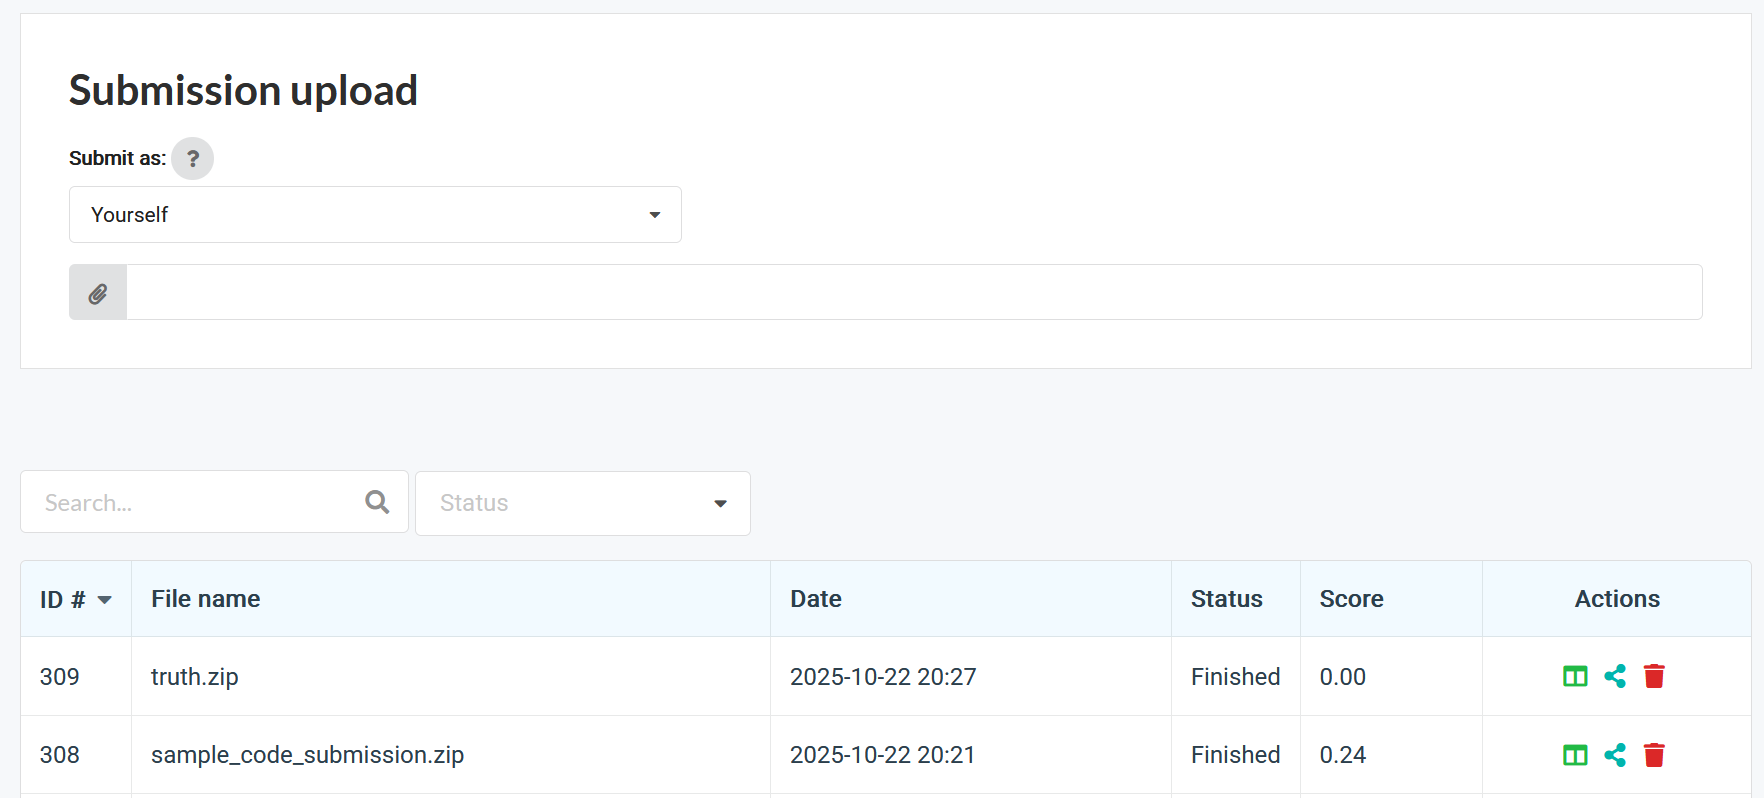 Submission upload
Submit as: ?
Yourself
Search...
Status
ID # File name Date Status Score Actions
309 truth.zip 2025-10-22 20:27 Finished 0.00
308 sample_code_submission.zip 2025-10-22 20:21 Finished 0.24